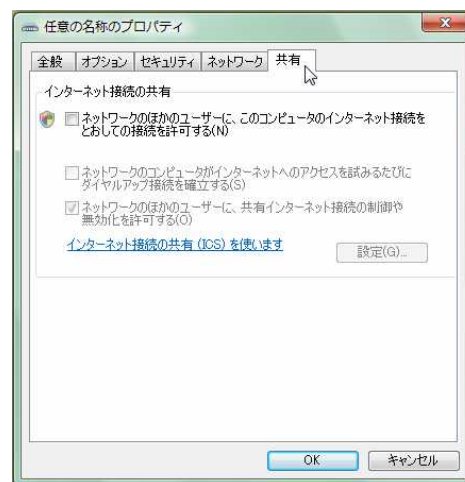 任意の名称のプロパティ
全般 オプション セキュリティ ネットワーク 共有
インターネット接続の共有
ネットワークのほかのユーザーに、このコンピュータのインターネット接続を
とおしての接続を許可する(N)
ネットワークのコンピュータがインターネットへのアクセスを試みるたびに
ダイヤルアップ接続を確立する(S)
ネットワークのほかのユーザーに、共有インターネット接続の制御や
無効化を許可する(O)
インターネット接続の共有 (ICS) を使います
設定(G)...
OK キャンセル